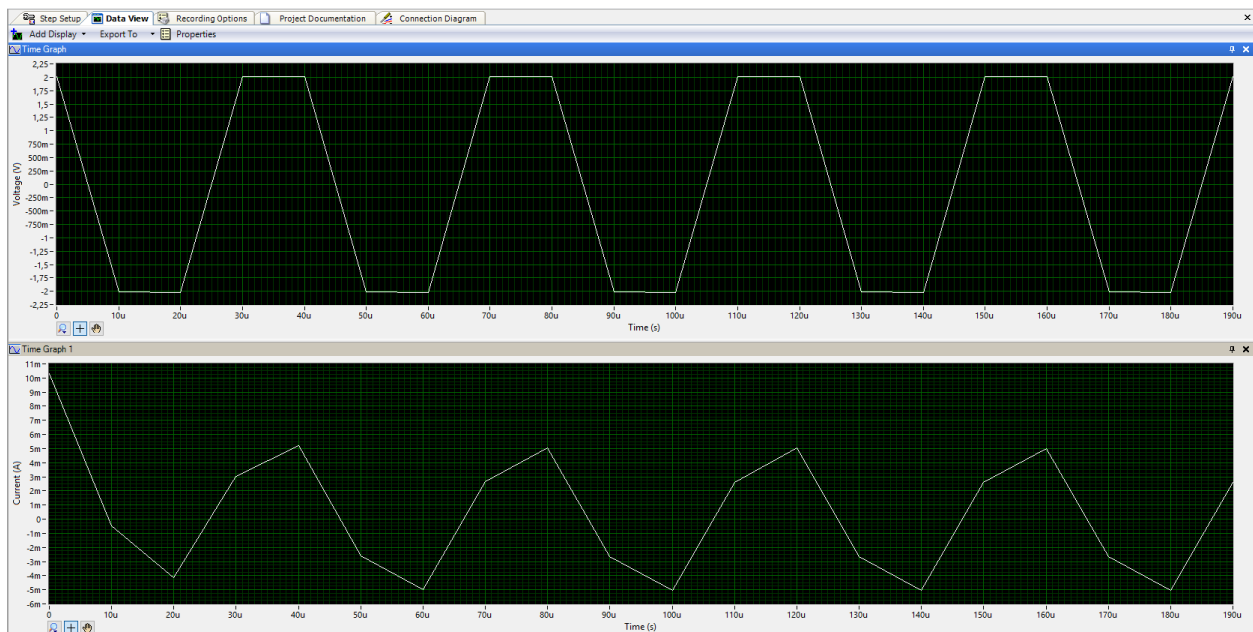 Step Setup Data View Recording Options Project Documentation Connection Diagram
Add Display Export To Properties
Time Graph
2,25
2
1,75
1,5
1,25
1
750m
500m
250m
0
-250m
-500m
-750m
-1
-1,25
-1,5
-1,75
-2
-2,25
Voltage (V)
0 10u 20u 30u 40u 50u 60u 70u 80u 90u 100u 110u 120u 130u 140u 150u 160u 170u 180u 190u
Time (s)
Time Graph 1
11m
10m
9m
8m
7m
6m
5m
4m
3m
2m
1m
0
-1m
-2m
-3m
-4m
-5m
-6m
Current (A)
0 10u 20u 30u 40u 50u 60u 70u 80u 90u 100u 110u 120u 130u 140u 150u 160u 170u 180u 190u
Time (s)